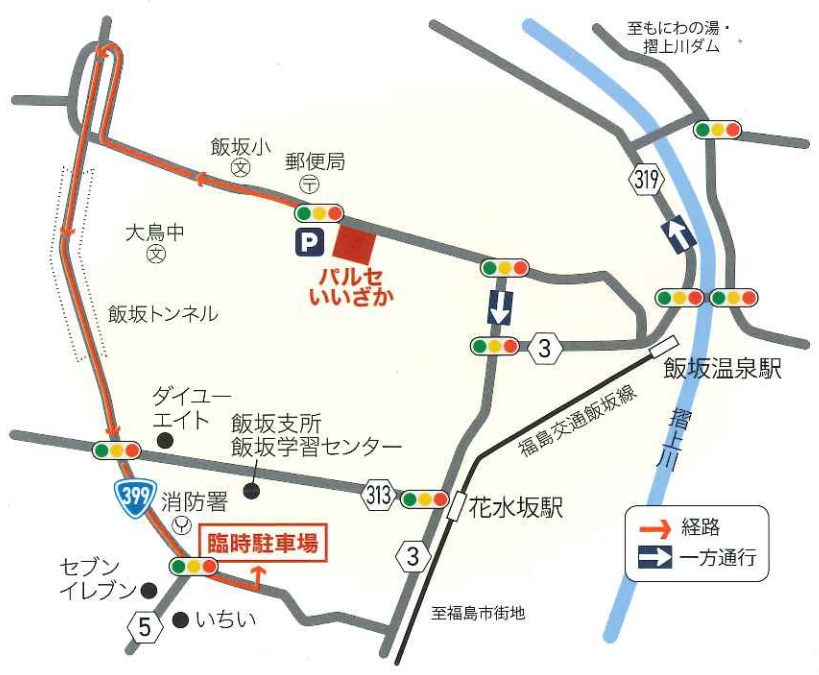 至もにわの湯・
摺上川ダム
飯坂小
文
郵便局
〒
319
大鳥中
文
P
パルセ
いいざか
飯坂トンネル
3
飯坂温泉駅
ダイユー
エイト
飯坂支所
飯坂学習センター
福島交通飯坂線
摺上川
399
消防署
313
花水坂駅
臨時駐車場
経路
一方通行
セブン
イレブン
3
5
いちい
至福島市街地